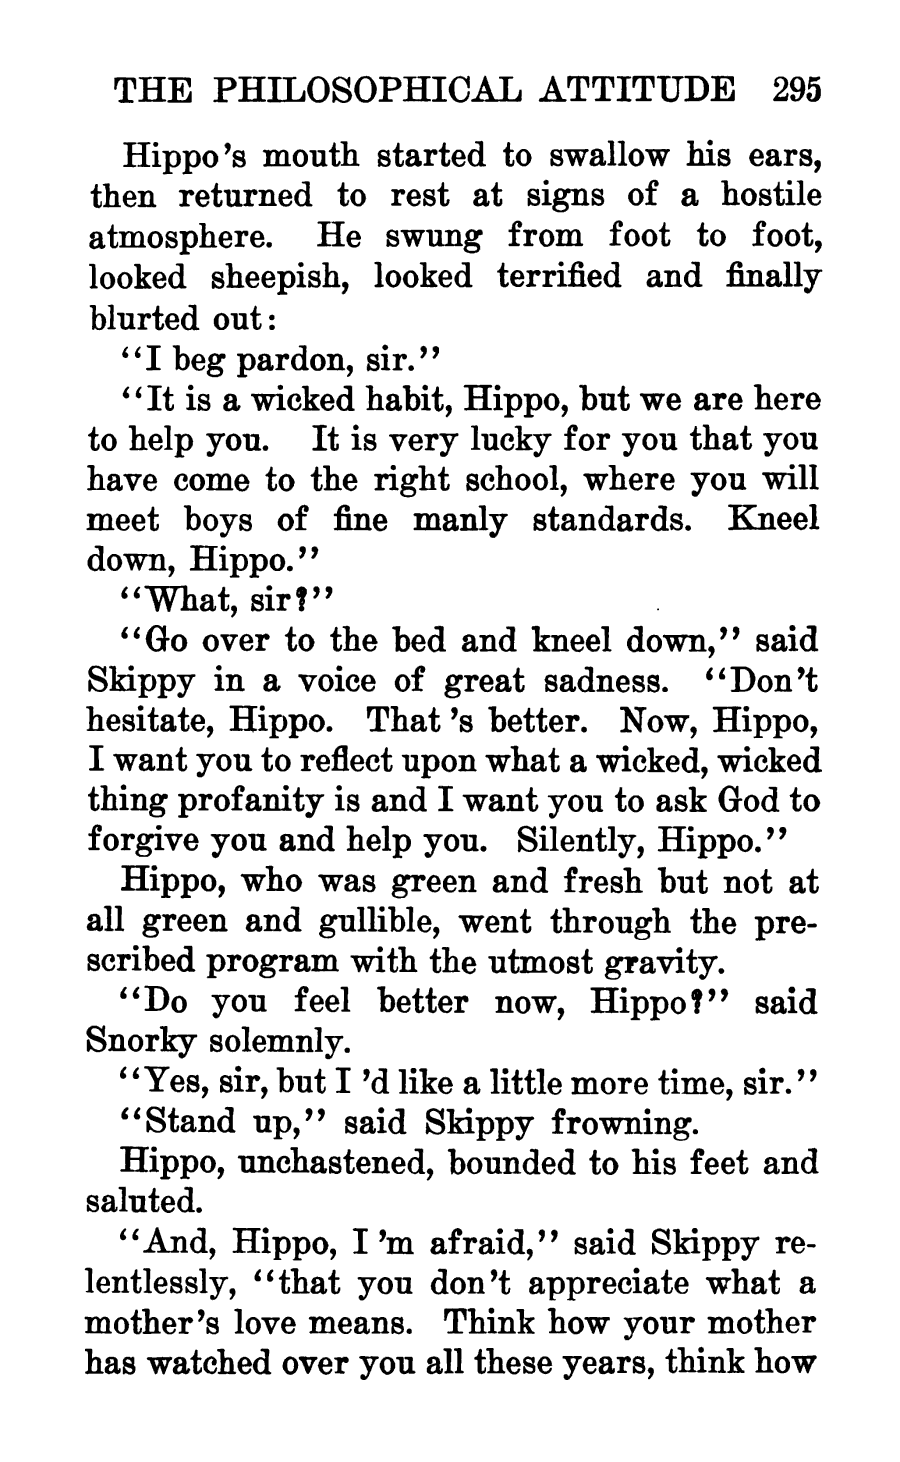 THE PHILOSOPHICAL ATTITUDE 295
Hippo's mouth started to swallow his ears,
then returned to rest at signs of a hostile
atmosphere. He swung from foot to foot,
looked sheepish, looked terrified and finally
blurted out:
"I beg pardon, sir."
"It is a wicked habit, Hippo, but we are here
to help you. It is very lucky for you that you
have come to the right school, where you will
meet boys of fine manly standards. Kneel
down, Hippo."
"What, sir?"
"Go over to the bed and kneel down," said
Skippy in a voice of great sadness. "Don't
hesitate, Hippo. That 's better. Now, Hippo,
I want you to reflect upon what a wicked, wicked
thing profanity is and I want you to ask God to
forgive you and help you. Silently, Hippo."
Hippo, who was green and fresh but not at
all green and gullible, went through the pre-
scribed program with the utmost gravity.
"Do you feel better now, Hippo?" said
Snorky solemnly.
"Yes, sir, but I 'd like a little more time, sir."
"Stand up," said Skippy frowning.
Hippo, unchastened, bounded to his feet and
saluted.
"And, Hippo, I 'm afraid," said Skippy re-
lentlessly, "that you don't appreciate what a
mother's love means. Think how your mother
has watched over you all these years, think how